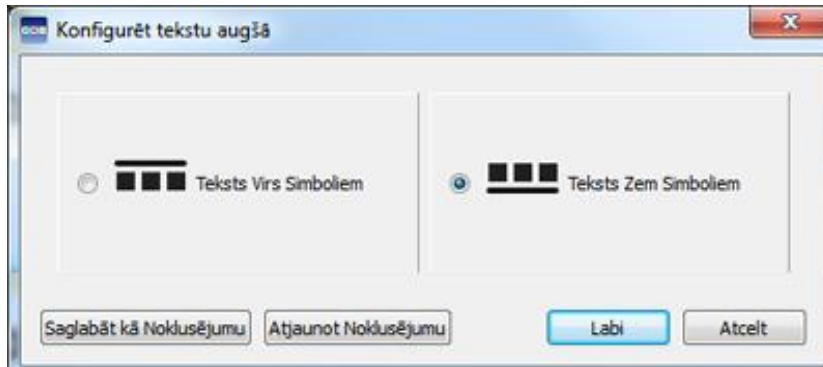 Konfigurēt tekstu augšā
Teksts Virs Simboliem
Teksts Zem Simboliem
Saglabāt kā Noklusējumu
Atjaunot Noklusējumu
Labi
Atcelt